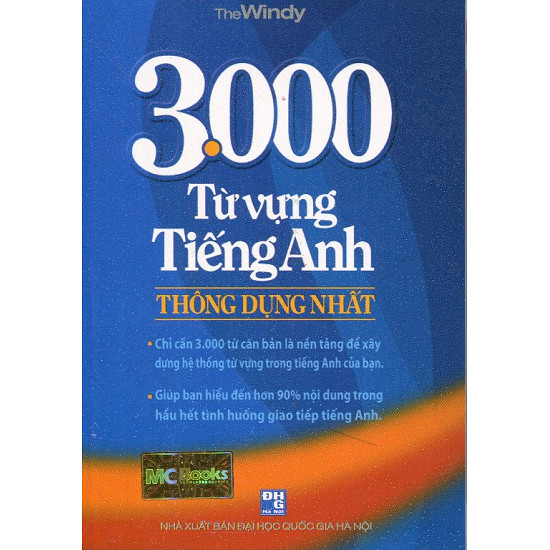 TheWindy
3.000
Từ vựng
Tiếng Anh
THÔNG DỤNG NHẤT
Chỉ cần 3.000 từ căn bản là nền tảng để xây
dựng hệ thống từ vựng trong tiếng Anh của bạn.
Giúp bạn hiểu đến hơn 90% nội dung trong
hầu hết tình huống giao tiếp tiếng Anh.
MCBooks
ĐHG
Hà Nội
NHÀ XUẤT BẢN ĐẠI HỌC QUỐC GIA HÀ NỘI